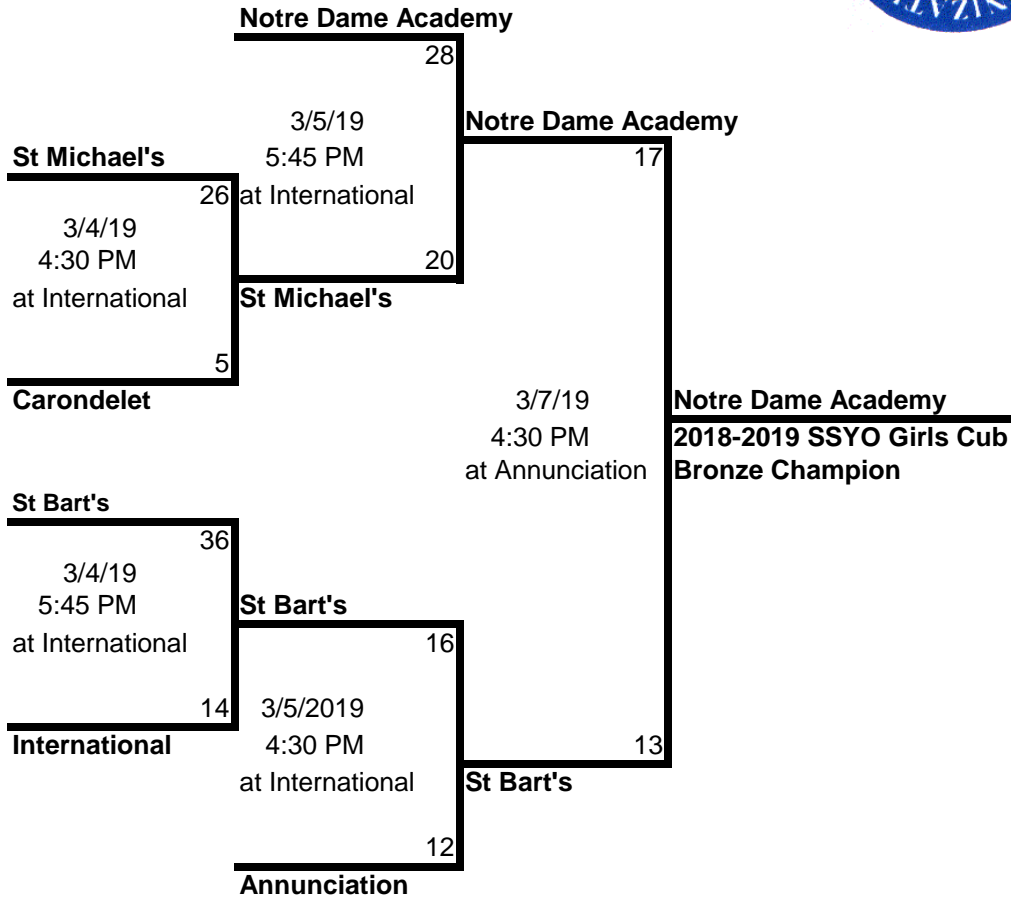 Notre Dame Academy
28
3/5/19
Notre Dame Academy
St Michael's
5:45 PM
17
26
at International
3/4/19
4:30 PM
20
at International
St Michael's
5
Carondelet
3/7/19
Notre Dame Academy
4:30 PM
2018-2019 SSYO Girls Cub
at Annunciation
Bronze Champion
St Bart's
36
3/4/19
5:45 PM
St Bart's
at International
16
14
3/5/2019
International
4:30 PM
13
at International
St Bart's
12
Annunciation